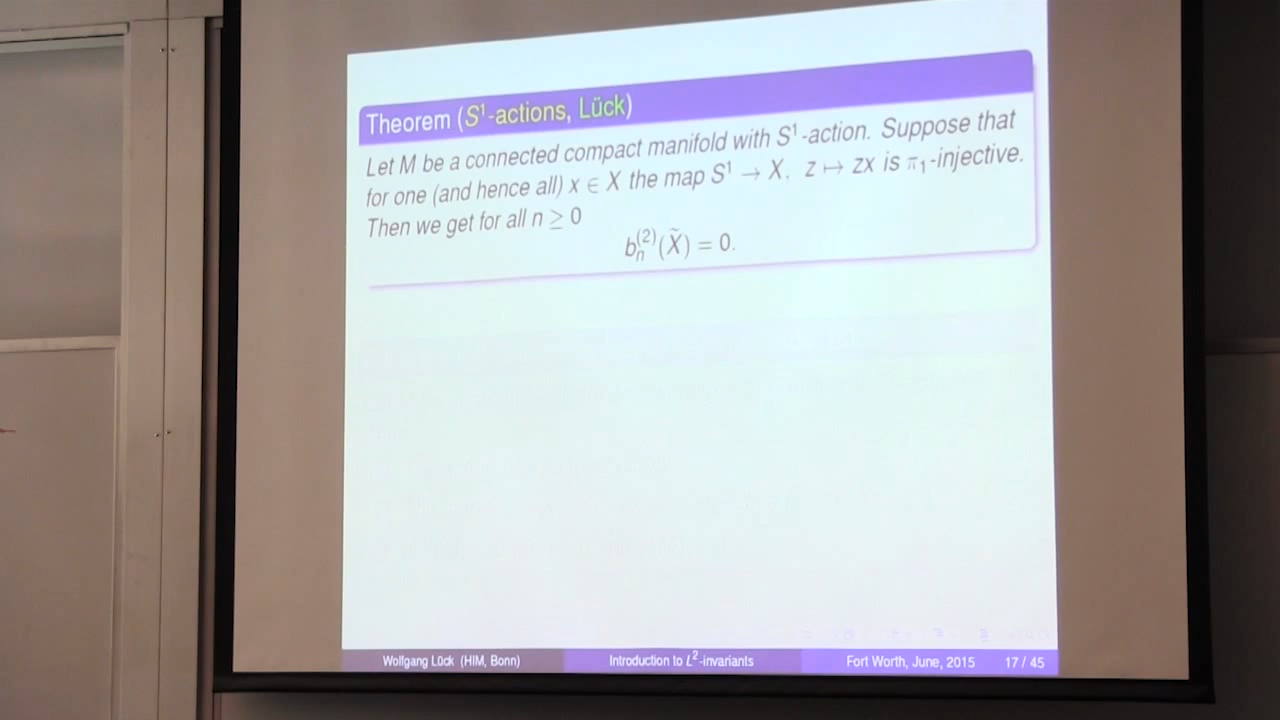 Theorem (S¹-actions, Lück)
Let M be a connected compact manifold with S¹-action. Suppose that
for one (and hence all) x ∈ X the map S¹ → X, z ↦ zx is π₁-injective.
Then we get for all n ≥ 0
b_n^{(2)}(X̃) = 0.
Wolfgang Lück (HIM, Bonn) Introduction to L²-invariants Fort Worth, June, 2015 17 / 45